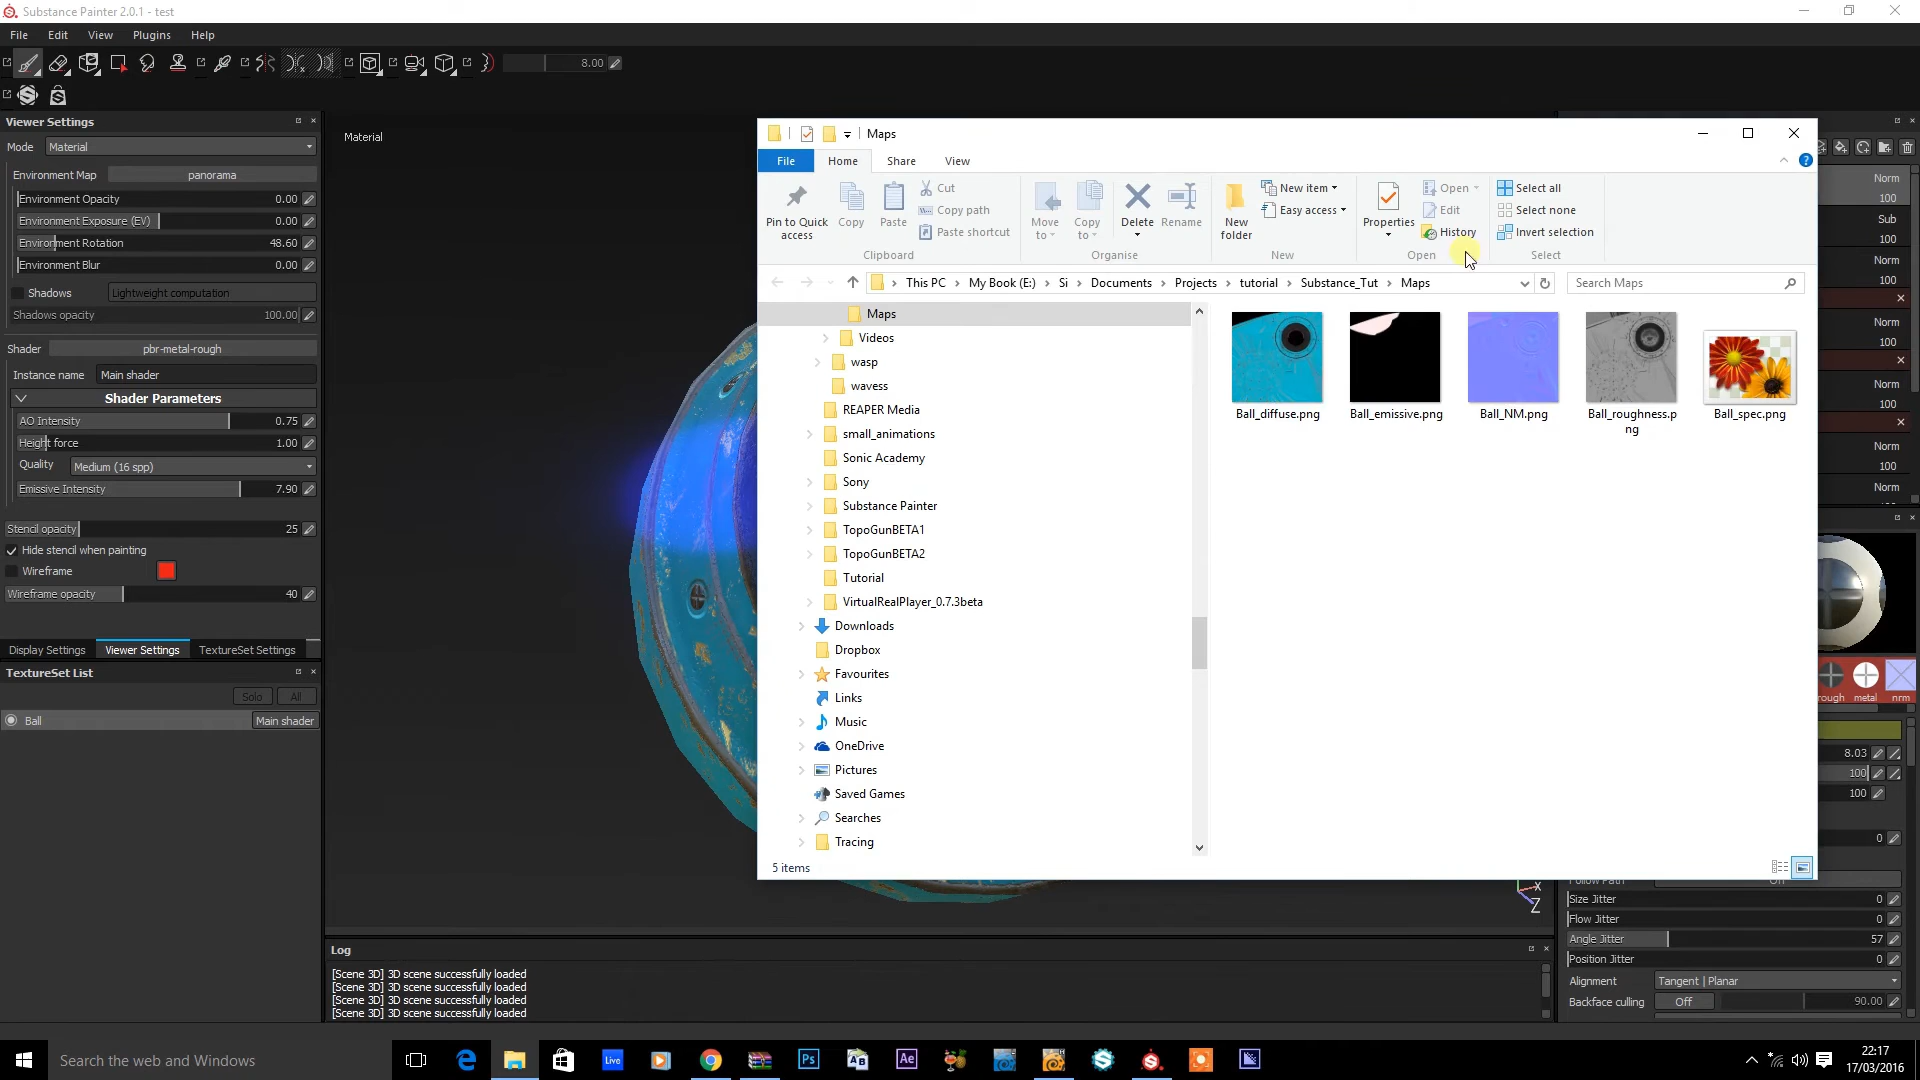 Substance Painter 2.0.1 - test
File Edit View Plugins Help
8.00
Viewer Settings
Mode Material
Environment Map panorama
Environment Opacity 0.00
Environment Exposure (EV) 0.00
Environment Rotation 48.60
Environment Blur 0.00
Shadows Lightweight computation
Shadows opacity 100.00
Shader pbr-metal-rough
Instance name Main shader
Shader Parameters
AO Intensity 0.75
Height force 1.00
Quality Medium (16 spp)
Emissive Intensity 7.90
Stencil opacity 25
Hide stencil when painting
Wireframe
Wireframe opacity 40
Display Settings Viewer Settings TextureSet Settings
TextureSet List
Solo All
Ball Main shader
Material
Maps
File Home Share View
Pin to Quick access
Copy
Paste
Cut
Copy path
Paste shortcut
Clipboard
Move to
Copy to
Delete
Rename
Organise
New folder
New item
Easy access
New
Properties
Open
Edit
History
Open
Select all
Select none
Invert selection
Select
This PC My Book (E:) Si Documents Projects tutorial Substance_Tut Maps
Search Maps
Maps
Videos
wasp
wavess
REAPER Media
small_animations
Sonic Academy
Sony
Substance Painter
TopoGunBETA1
TopoGunBETA2
Tutorial
VirtualRealPlayer_0.7.3beta
Downloads
Dropbox
Favourites
Links
Music
OneDrive
Pictures
Saved Games
Searches
Tracing
Ball_diffuse.png
Ball_emissive.png
Ball_NM.png
Ball_roughness.p
ng
Ball_spec.png
5 items
Norm
100
Sub
100
Norm
100
Norm
100
Norm
100
Norm
100
Norm
rough metal nrm
8.03
100
100
0
Size Jitter 0
Flow Jitter 0
Angle Jitter 57
Position Jitter 0
Alignment Tangent | Planar
Backface culling Off 90.00
X
Z
Log
[Scene 3D] 3D scene successfully loaded
[Scene 3D] 3D scene successfully loaded
[Scene 3D] 3D scene successfully loaded
[Scene 3D] 3D scene successfully loaded
Search the web and Windows
Live
Ps
Ae
22:17
17/03/2016